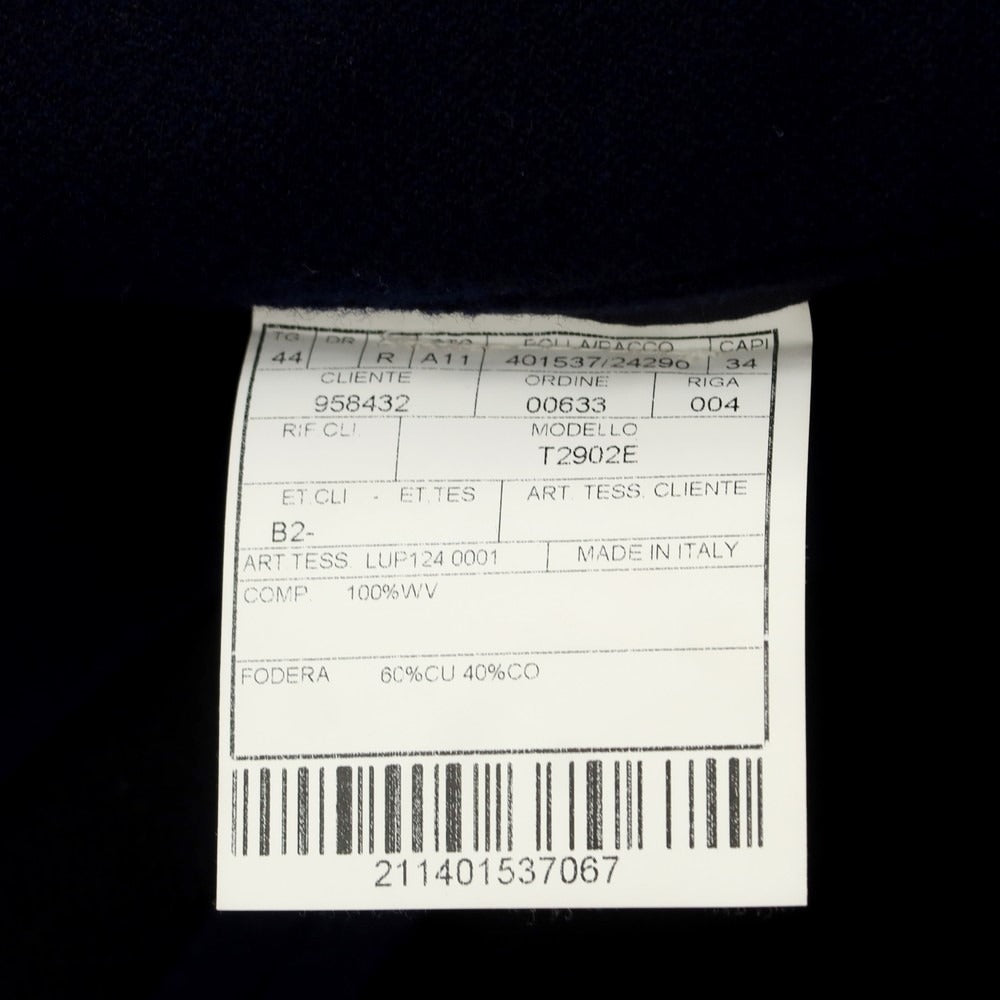 TG DR BOLLA/PACCO CAPI
44 R A11 401537/24296 34
CLIENTE ORDINE RIGA
958432 00633 004
RIF CLI. MODELLO
T2902E
ET.CLI - ET.TES ART. TESS. CLIENTE
B2-
ART.TESS. LUP124 0001 MADE IN ITALY
COMP. 100%WV
FODERA 60%CU 40%CO
211401537067